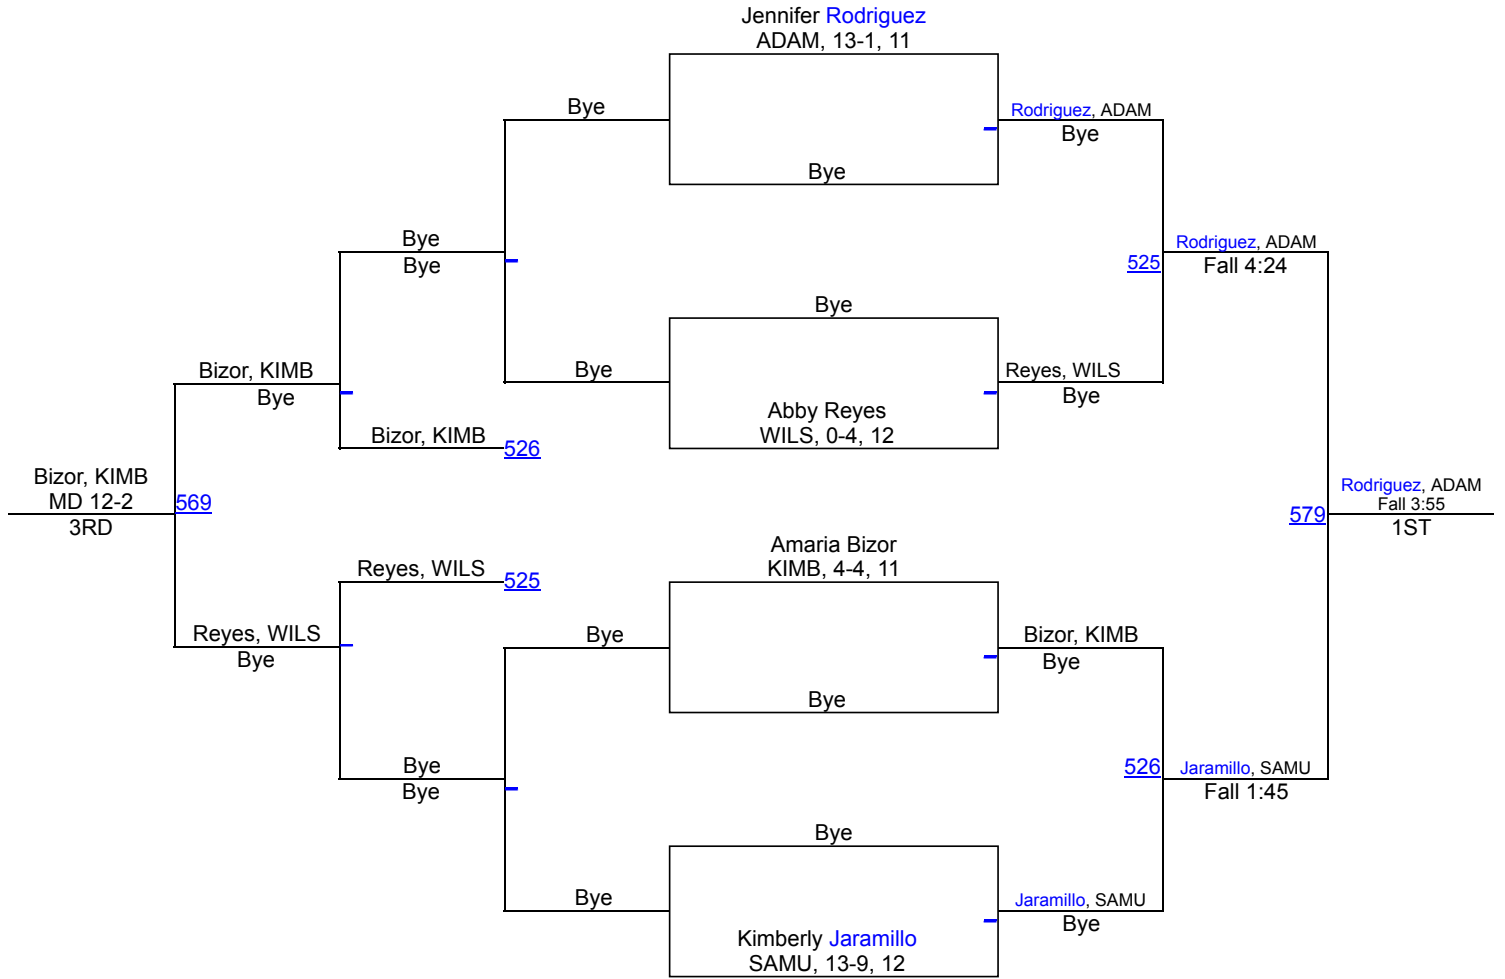 Jennifer Rodriguez
ADAM, 13-1, 11
Bye
Rodriguez, ADAM
Bye
Bye
Bye
Bye
Rodriguez, ADAM
525
Fall 4:24
Bye
Bizor, KIMB
Bye
Bye
Reyes, WILS
Bye
Abby Reyes
WILS, 0-4, 12
Bizor, KIMB
526
Bizor, KIMB
MD 12-2
569
3RD
Rodriguez, ADAM
Fall 3:55
579
1ST
Amaria Bizor
KIMB, 4-4, 11
Reyes, WILS
525
Reyes, WILS
Bye
Bye
Bizor, KIMB
Bye
Bye
Bye
Bye
526
Jaramillo, SAMU
Fall 1:45
Bye
Bye
Jaramillo, SAMU
Bye
Kimberly Jaramillo
SAMU, 13-9, 12